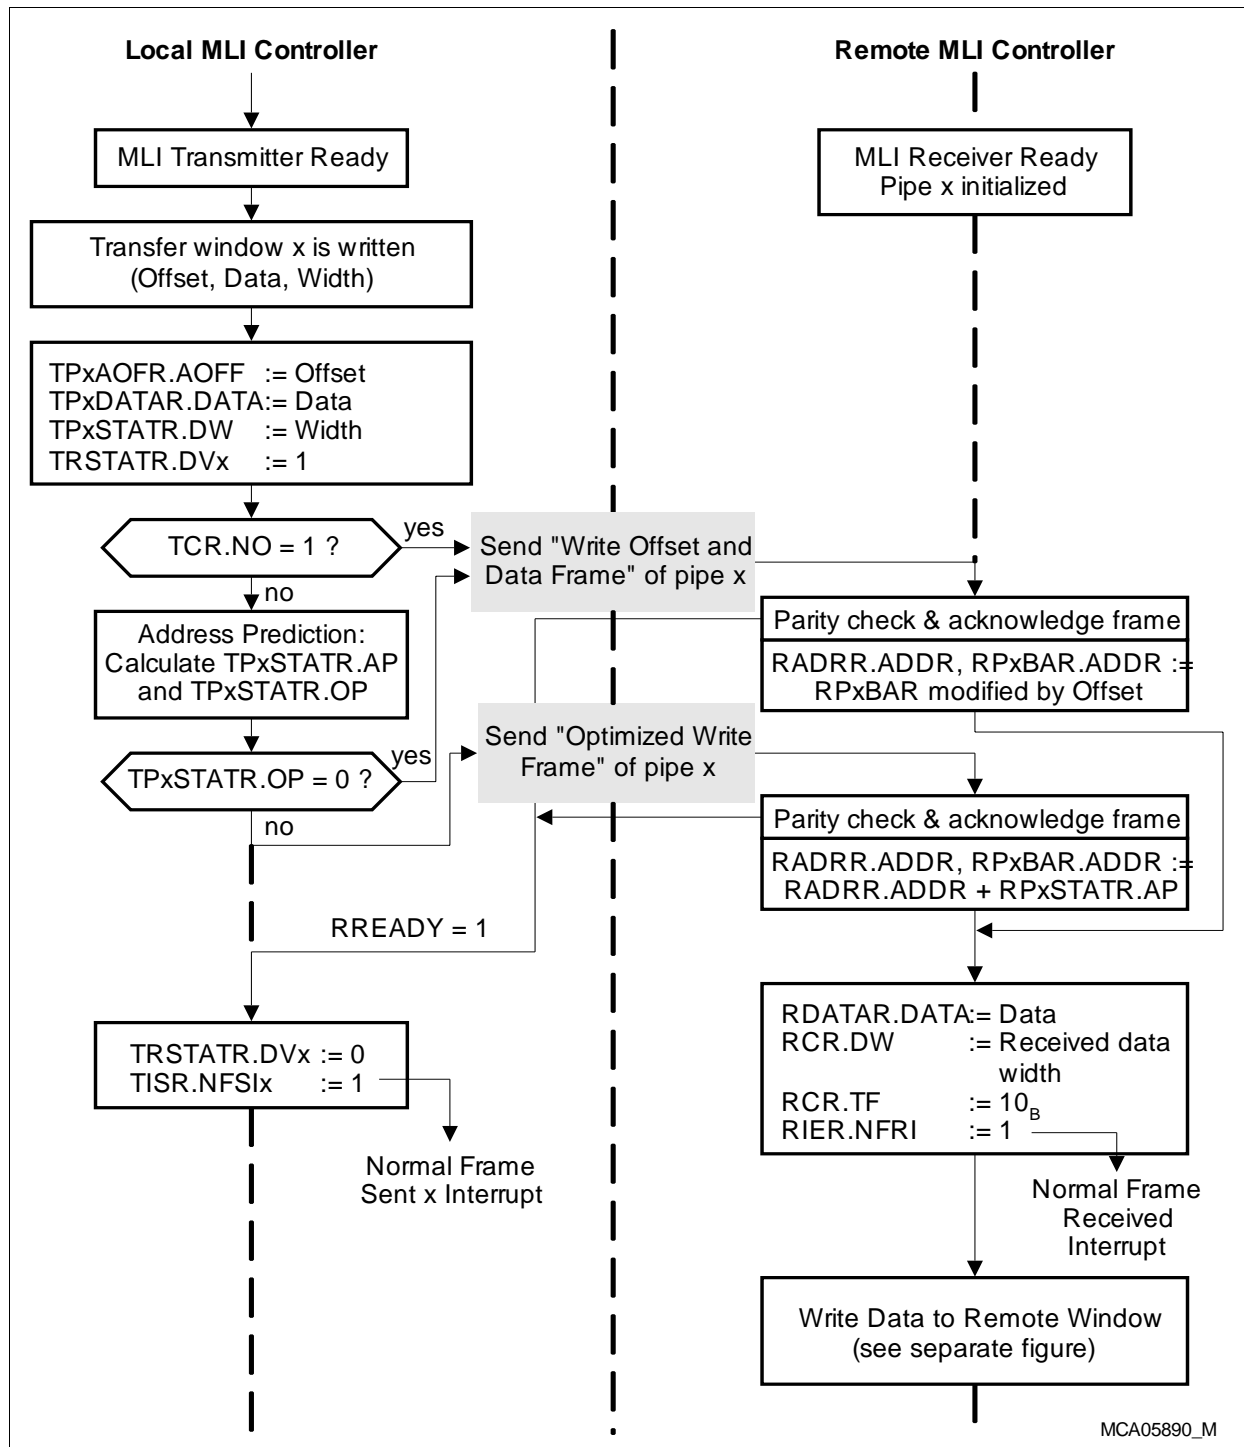 Local MLI Controller
Remote MLI Controller
MLI Transmitter Ready
MLI Receiver Ready
Pipe x initialized
Transfer window x is written
(Offset, Data, Width)
TPxAOFR.AOFF := Offset
TPxDATAR.DATA:= Data
TPxSTATR.DW := Width
TRSTATR.DVx := 1
TCR.NO = 1 ?
yes
no
Send "Write Offset and
Data Frame" of pipe x
Parity check & acknowledge frame
RADRR.ADDR, RPxBAR.ADDR :=
RPxBAR modified by Offset
Address Prediction:
Calculate TPxSTATR.AP
and TPxSTATR.OP
TPxSTATR.OP = 0 ?
yes
no
Send "Optimized Write
Frame" of pipe x
Parity check & acknowledge frame
RADRR.ADDR, RPxBAR.ADDR :=
RADRR.ADDR + RPxSTATR.AP
RREADY = 1
TRSTATR.DVx := 0
TISR.NFSIx := 1
Normal Frame
Sent x Interrupt
RDATAR.DATA:= Data
RCR.DW := Received data
width
RCR.TF := 10B
RIER.NFRI := 1
Normal Frame
Received
Interrupt
Write Data to Remote Window
(see separate figure)
MCA05890_M